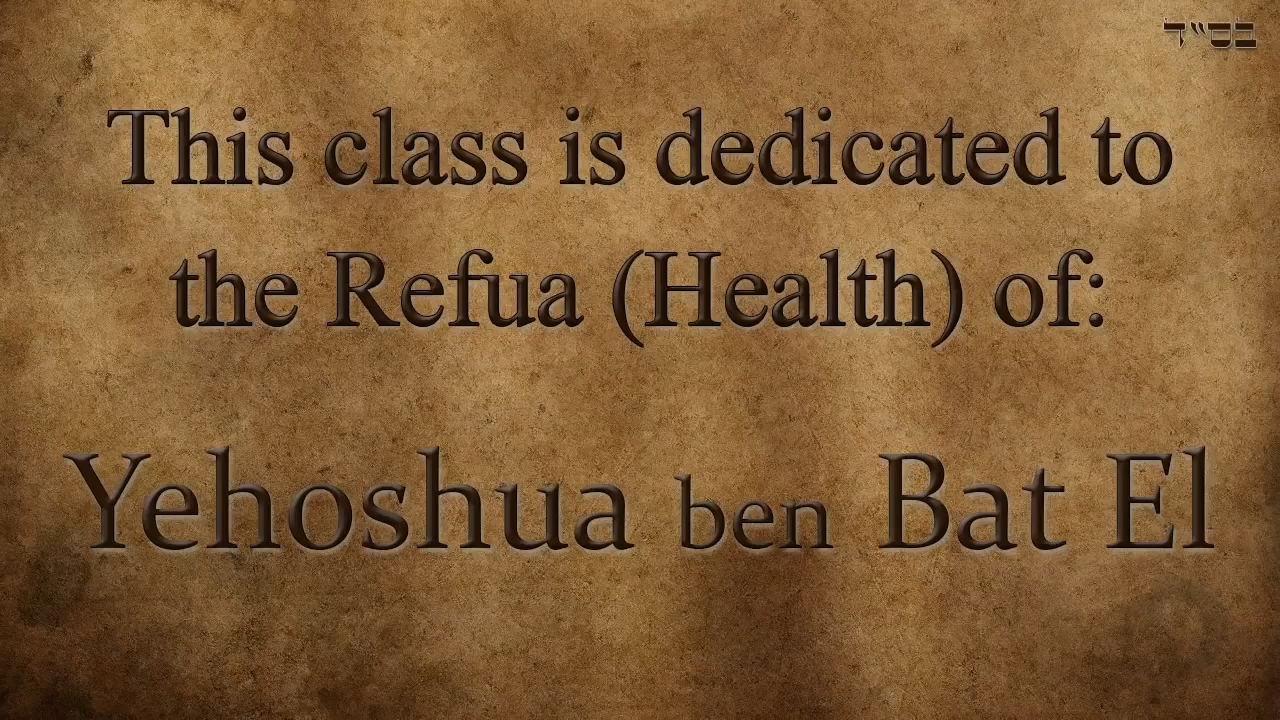 בס״ד
This class is dedicated to
the Refua (Health) of:
Yehoshua ben Bat El